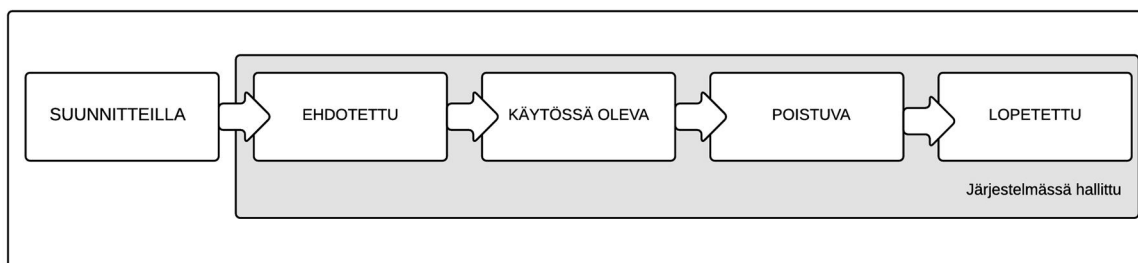 SUUNNITTEILLA
EHDOTETTU
KÄYTÖSSÄ OLEVA
POISTUVA
LOPETETTU
Järjestelmässä hallittu